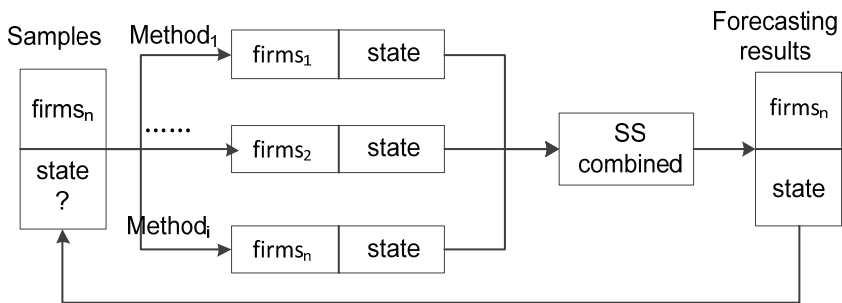 Samples
firmsₙ
state
?
Method₁
......
Methodᵢ
firms₁ state
firms₂ state
firmsₙ state
SS
combined
Forecasting
results
firmsₙ
state